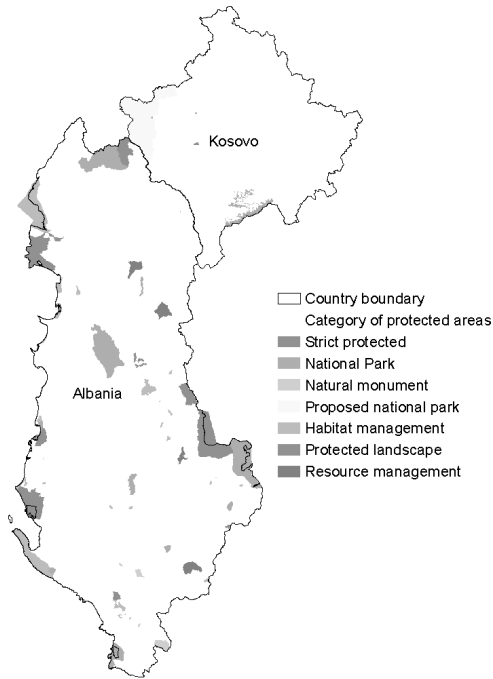 Kosovo
Country boundary
Category of protected areas
Strict protected
National Park
Natural monument
Proposed national park
Habitat management
Protected landscape
Resource management
Albania